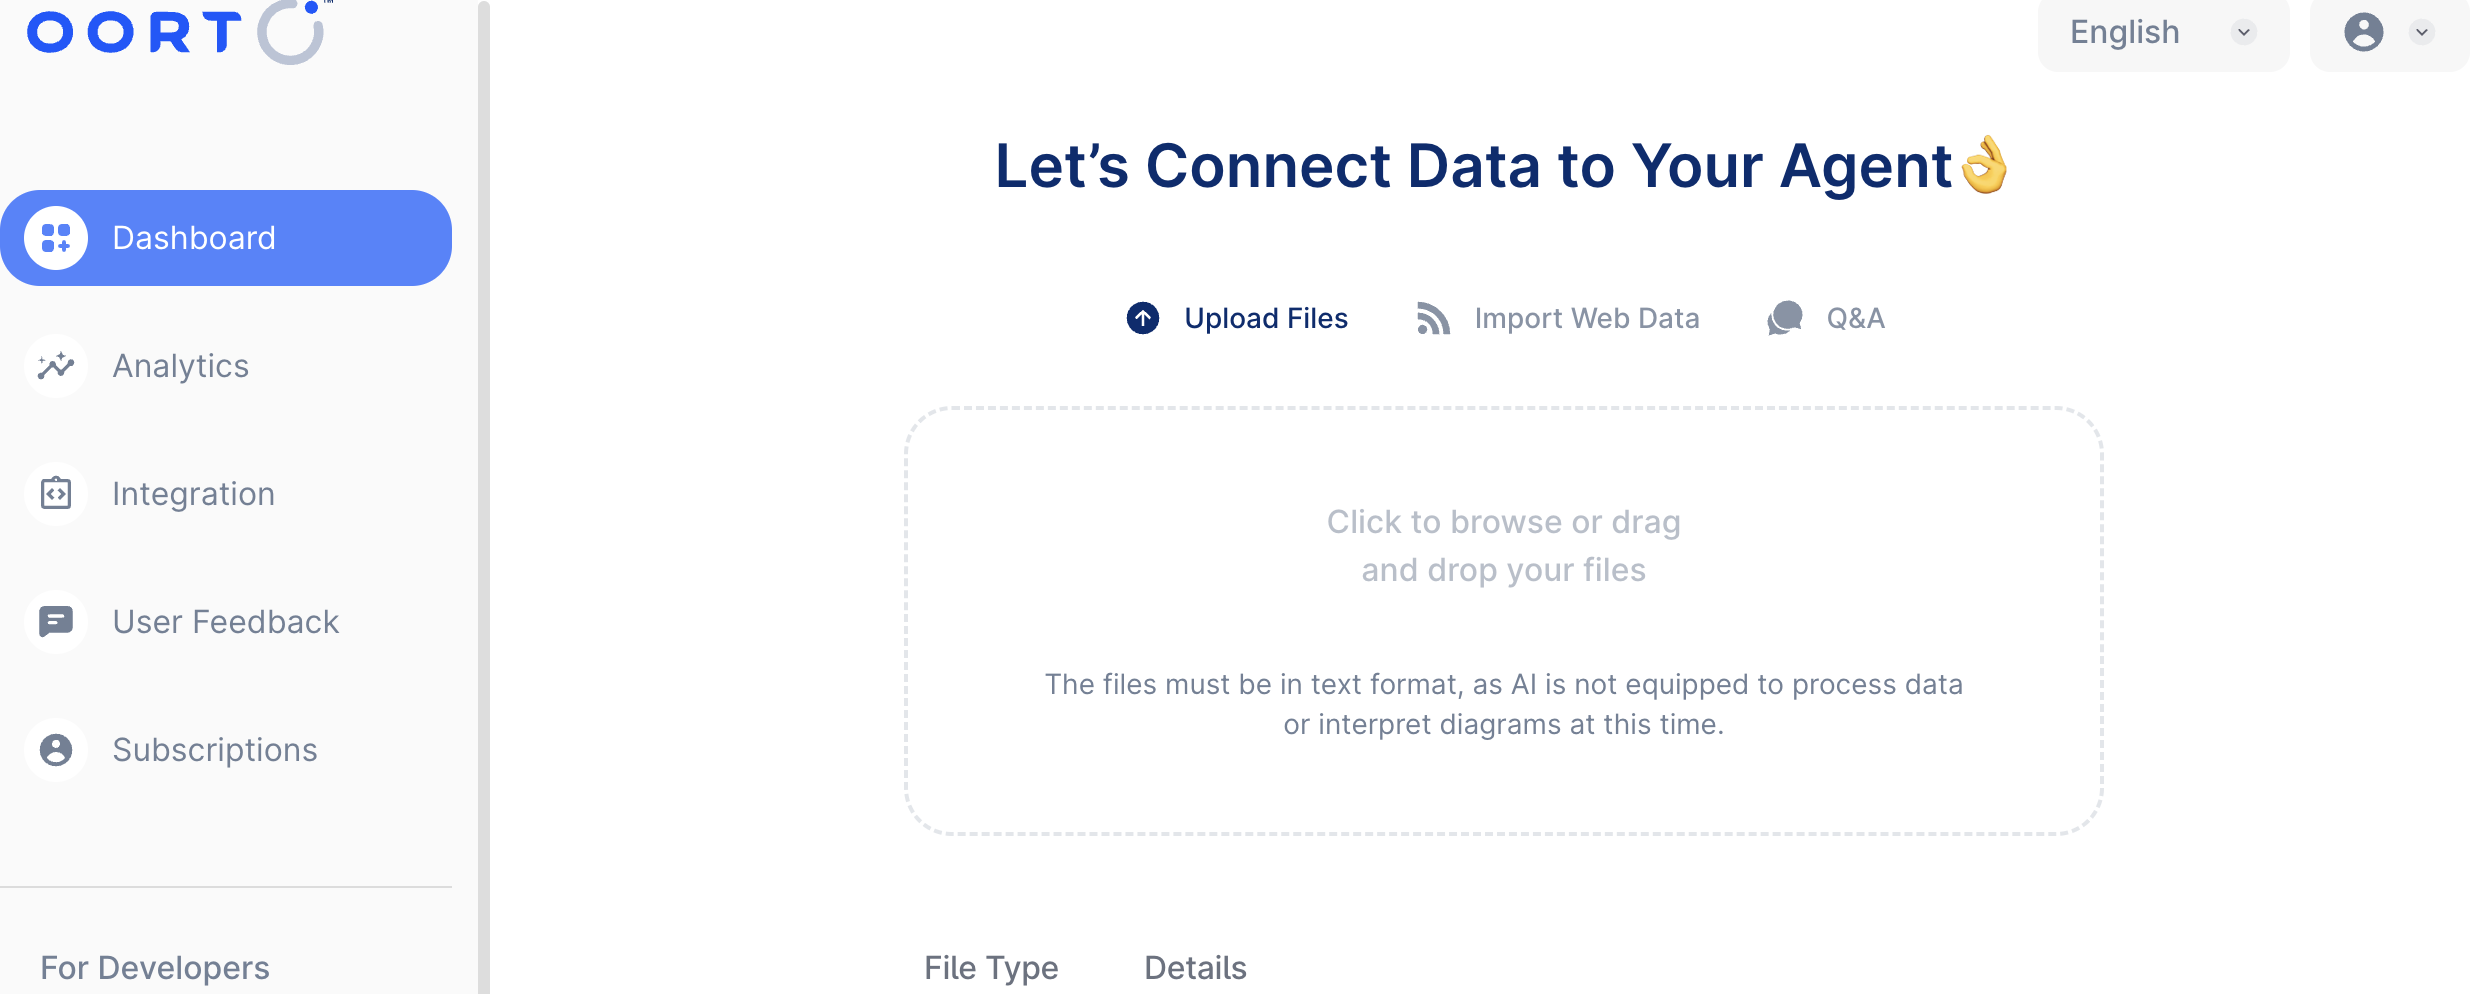 OORT ™
English
Let’s Connect Data to Your Agent👌
Dashboard
Upload Files
Import Web Data
Q&A
Analytics
Integration
Click to browse or drag
and drop your files
User Feedback
The files must be in text format, as AI is not equipped to process data
or interpret diagrams at this time.
Subscriptions
For Developers
File Type
Details